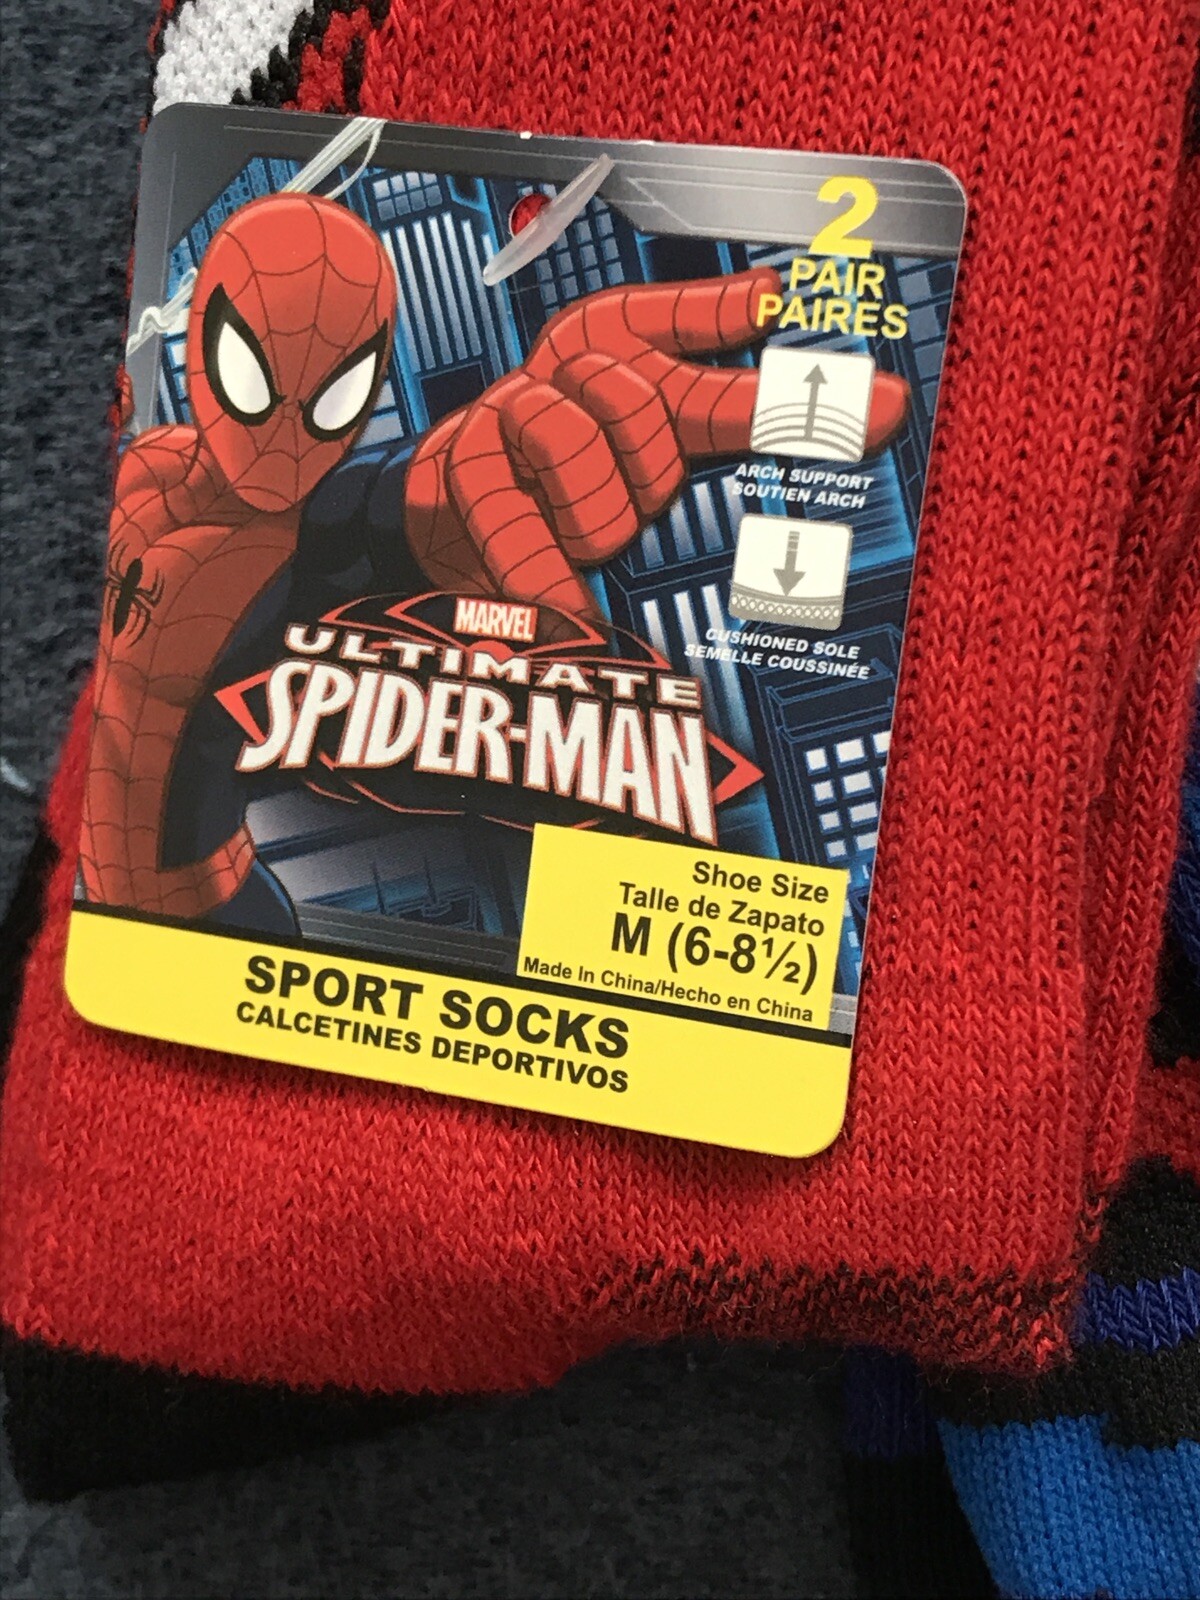 2
PAIR
PAIRES
ARCH SUPPORT
SOUTIEN ARCH
CUSHIONED SOLE
SEMELLE COUSSINÉE
MARVEL
ULTIMATE
SPIDER-MAN
Shoe Size
Talle de Zapato
M (6-8½)
Made In China/Hecho en China
SPORT SOCKS
CALCETINES DEPORTIVOS